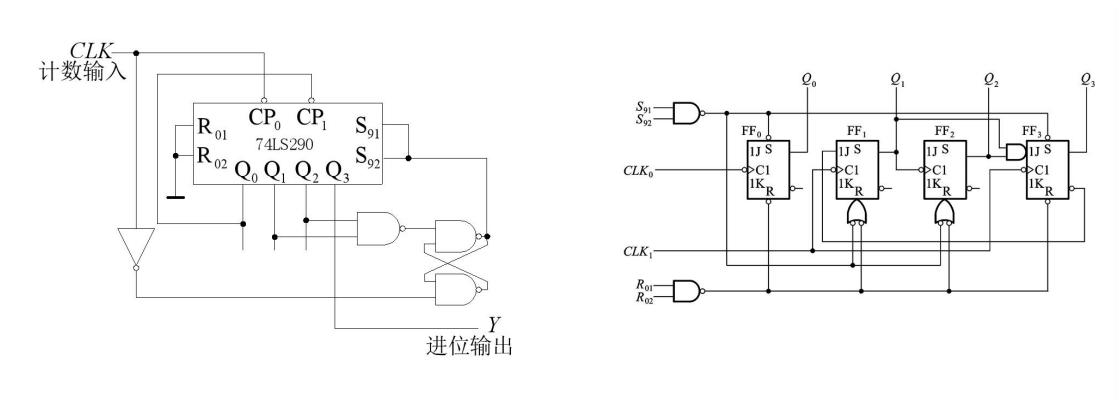 CLK
计数输入
CP₀ CP₁
R₀₁ S₉₁
74LS290
R₀₂ S₉₂
Q₀ Q₁ Q₂ Q₃
Y
进位输出
Q₀ Q₁ Q₂ Q₃
S₉₁
S₉₂
FF₀ FF₁ FF₂ FF₃
1J S 1J S 1J S 1J S
CLK₀ C1 C1 C1 C1
1K R 1K R 1K R 1K R
CLK₁
R₀₁
R₀₂